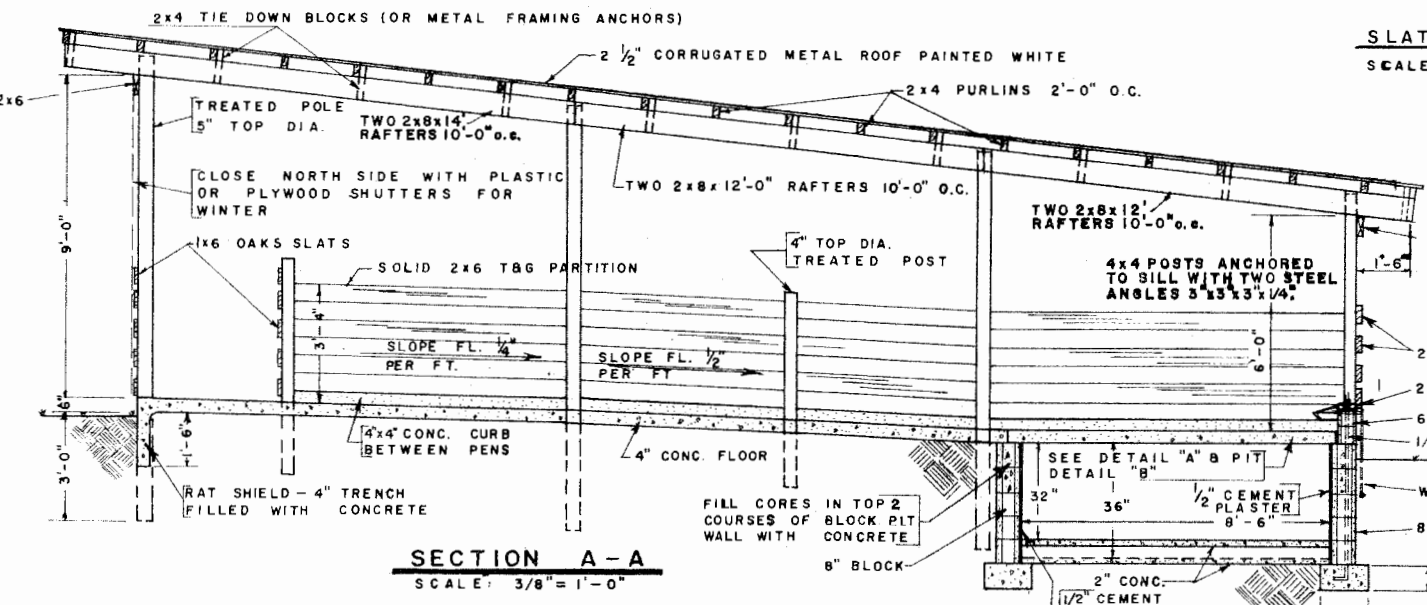 2x4 TIE DOWN BLOCKS (OR METAL FRAMING ANCHORS)
2 1/2" CORRUGATED METAL ROOF PAINTED WHITE
SLAT
SCALE
2x6
TREATED POLE
5" TOP DIA.
TWO 2x8x14'
RAFTERS 10'-0" O.C.
2x4 PURLINS 2'-0" O.C.
CLOSE NORTH SIDE WITH PLASTIC
OR PLYWOOD SHUTTERS FOR
WINTER
TWO 2x8x12'-0" RAFTERS 10'-0" O.C.
TWO 2x8x12'
RAFTERS 10'-0" O.C.
9'-0"
1x6 OAKS SLATS
SOLID 2x6 T&G PARTITION
4" TOP DIA.
TREATED POST
4x4 POSTS ANCHORED
TO SILL WITH TWO STEEL
ANGLES 3"x3"x3"x1/4".
1'-6"
3'-4"
SLOPE FL. 1/4"
PER FT.
SLOPE FL. 1/2"
PER FT
6'-0"
2
1
2
6"
6
1/
3'-0"
1'-6"
4"x4" CONC. CURB
BETWEEN PENS
4" CONC. FLOOR
SEE DETAIL "A" & PIT
DETAIL "B"
RAT SHIELD - 4" TRENCH
FILLED WITH CONCRETE
FILL CORES IN TOP 2
COURSES OF BLOCK PIT
WALL WITH CONCRETE
32"
36"
1/2" CEMENT
PLASTER
8'-6"
W
8
8" BLOCK
SECTION A-A
SCALE: 3/8" = 1'-0"
2" CONC.
1/2" CEMENT